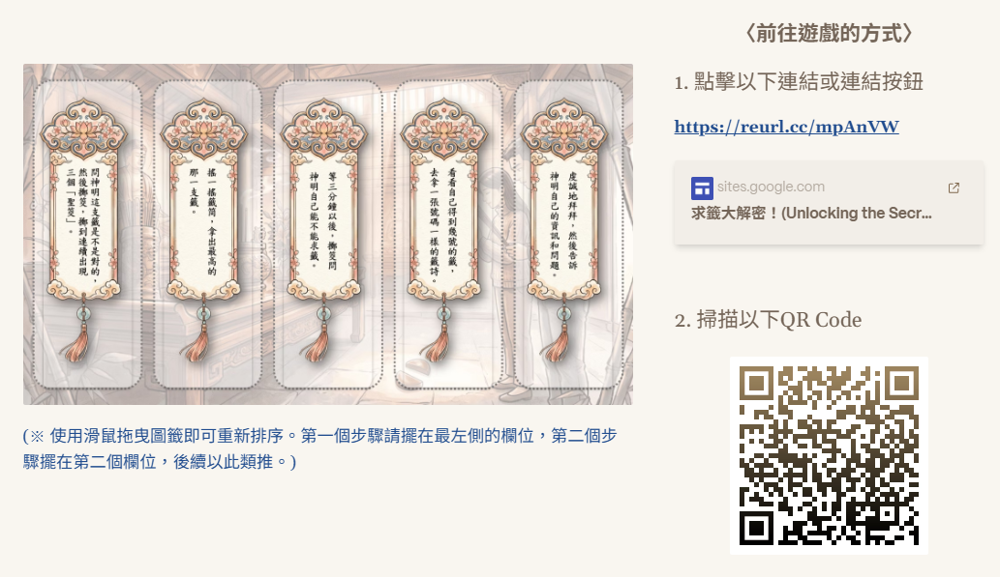 問神明這支籤是不是對的，
然後擲筊，擲到連續出現
三個「聖筊」。
搖一搖籤筒，拿出最高的
那一支籤。
等三分鐘以後，擲筊問
神明自己能不能求籤。
看看自己得到幾號的籤，
去拿一張號碼一樣的籤詩。
虔誠地拜拜，然後告訴
神明自己的資訊和問題。
(※ 使用滑鼠拖曳圖籤即可重新排序。第一個步驟請擺在最左側的欄位，第二個步
驟擺在第二個欄位，後續以此類推。)
〈前往遊戲的方式〉
1. 點擊以下連結或連結按鈕
https://reurl.cc/mpAnVW
sites.google.com
求籤大解密！(Unlocking the Secr...
2. 掃描以下QR Code